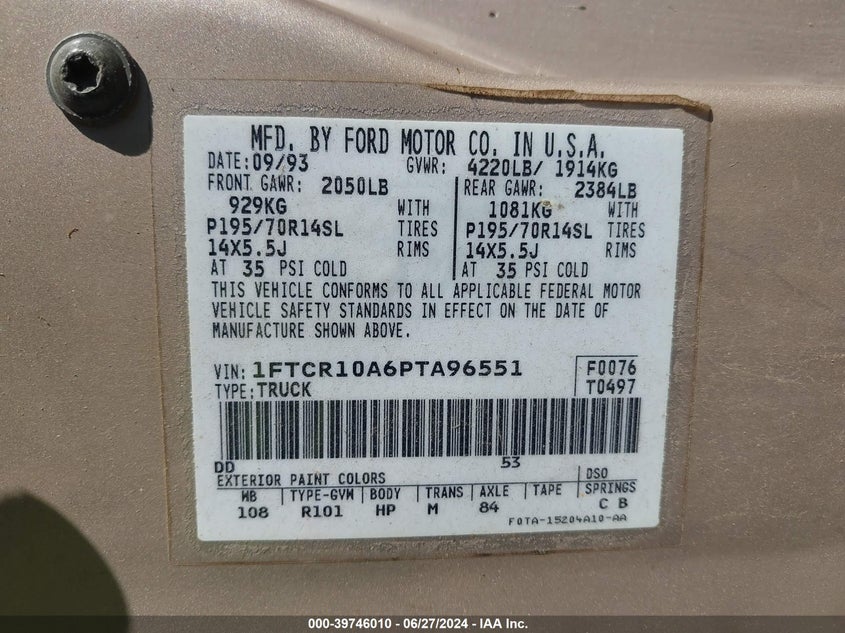 MFD. BY FORD MOTOR CO. IN U.S.A.
DATE: 09/93 GVWR: 4220LB/ 1914KG
FRONT GAWR: 2050LB REAR GAWR: 2384LB
929KG WITH 1081KG WITH
P195/70R14SL TIRES P195/70R14SL TIRES
14X5.5J RIMS 14X5.5J RIMS
AT 35 PSI COLD AT 35 PSI COLD
THIS VEHICLE CONFORMS TO ALL APPLICABLE FEDERAL MOTOR
VEHICLE SAFETY STANDARDS IN EFFECT ON THE DATE OF
MANUFACTURE SHOWN ABOVE.
VIN: 1FTCR10A6PTA96551 F0076
TYPE: TRUCK T0497
DD 53
EXTERIOR PAINT COLORS DSO
WB TYPE-GVW BODY TRANS AXLE TAPE SPRINGS
108 R101 HP M 84 C B
F0TA-15204A10-AA
000-39746010 / 06/27/2024 - IAA Inc.